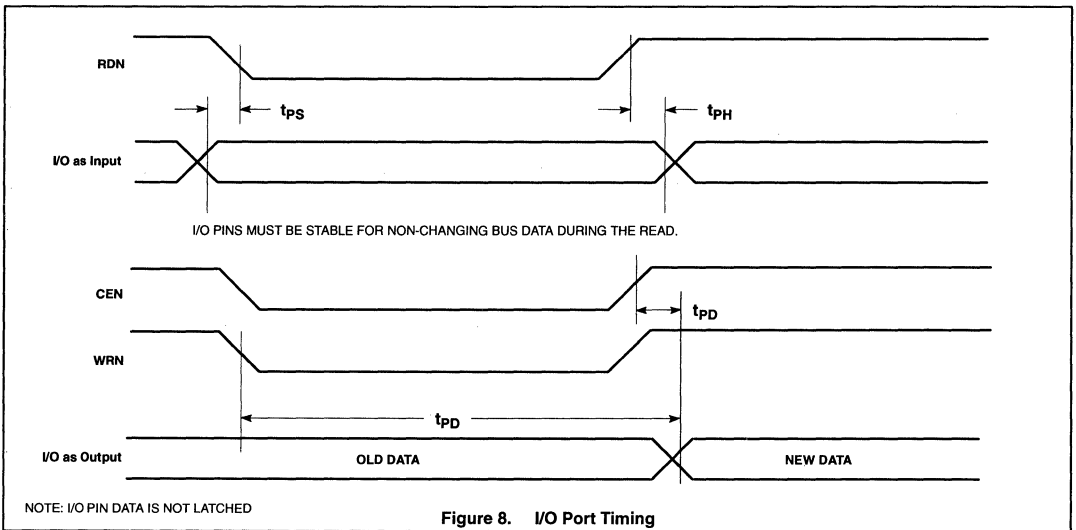 RDN
tPS
tPH
I/O as Input
I/O PINS MUST BE STABLE FOR NON-CHANGING BUS DATA DURING THE READ.
CEN
tPD
WRN
tPD
I/O as Output
OLD DATA
NEW DATA
NOTE: I/O PIN DATA IS NOT LATCHED
Figure 8. I/O Port Timing